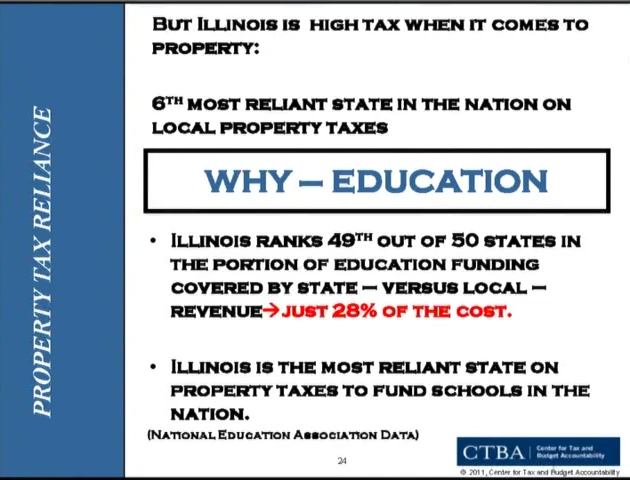 PROPERTY TAX RELIANCE
BUT ILLINOIS IS HIGH TAX WHEN IT COMES TO
PROPERTY:
6TH MOST RELIANT STATE IN THE NATION ON
LOCAL PROPERTY TAXES
WHY – EDUCATION
• ILLINOIS RANKS 49TH OUT OF 50 STATES IN
THE PORTION OF EDUCATION FUNDING
COVERED BY STATE – VERSUS LOCAL –
REVENUE→JUST 28% OF THE COST.
• ILLINOIS IS THE MOST RELIANT STATE ON
PROPERTY TAXES TO FUND SCHOOLS IN THE
NATION.
(NATIONAL EDUCATION ASSOCIATION DATA)
24
CTBA | Center for Tax and
Budget Accountability
© 2011, Center for Tax and Budget Accountability